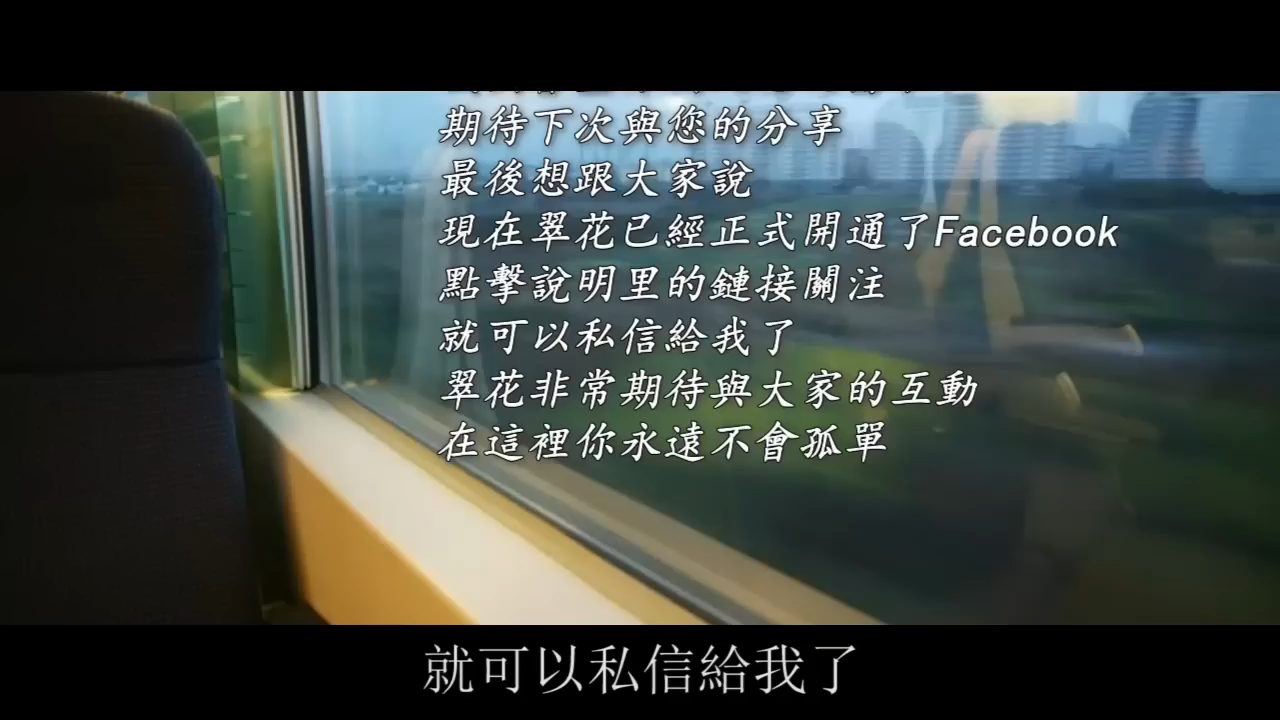 期待下次與您的分享
最後想跟大家說
現在翠花已經正式開通了Facebook
點擊說明里的鏈接關注
就可以私信給我了
翠花非常期待與大家的互動
在這裡你永遠不會孤單
就可以私信給我了